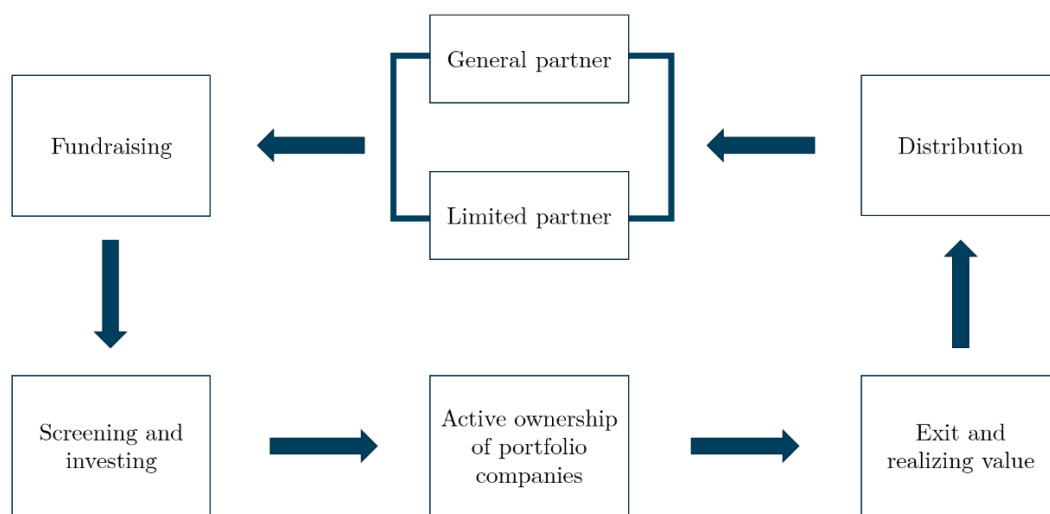 General partner
Fundraising
Distribution
Limited partner
Screening and
investing
Active ownership
of portfolio
companies
Exit and
realizing value